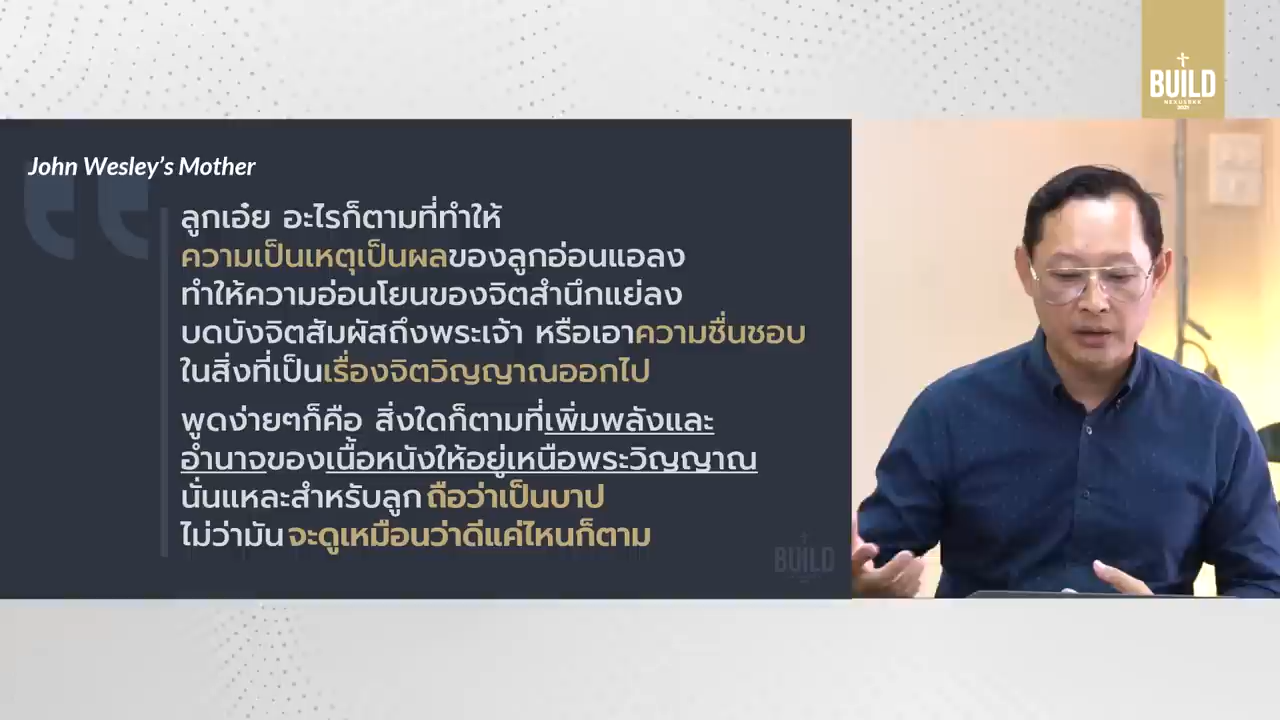 BUILD
NEXUSBKK
2021
John Wesley's Mother
ลูกเอ๋ย อะไรก็ตามที่ทำให้
ความเป็นเหตุเป็นผลของลูกอ่อนแอลง
ทำให้ความอ่อนโยนของจิตสำนึกแย่ลง
บดบังจิตสัมผัสถึงพระเจ้า หรือเอาความชื่นชอบ
ในสิ่งที่เป็นเรื่องจิตวิญญาณออกไป
พูดง่ายๆก็คือ สิ่งใดก็ตามที่เพิ่มพลังและ
อำนาจของเนื้อหนังให้อยู่เหนือพระวิญญาณ
นั่นแหละสำหรับลูก ถือว่าเป็นบาป
ไม่ว่ามัน จะดูเหมือนว่าดีแค่ไหนก็ตาม
BUILD